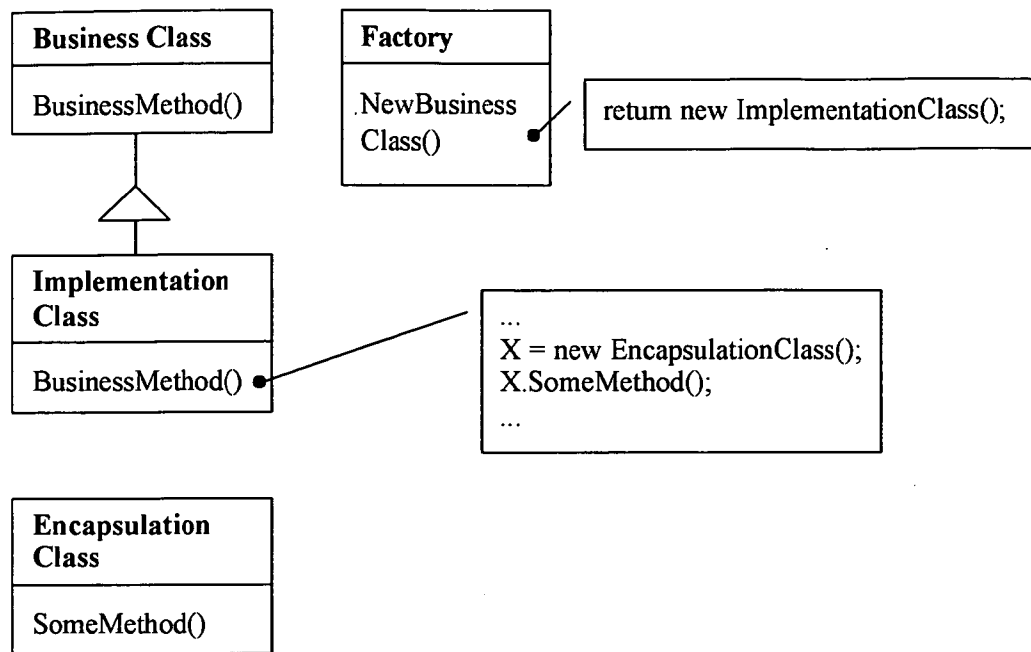 Business Class
BusinessMethod()
Factory
.NewBusiness
Class()
return new ImplementationClass();
Implementation
Class
BusinessMethod()
...
X = new EncapsulationClass();
X.SomeMethod();
...
Encapsulation
Class
SomeMethod()